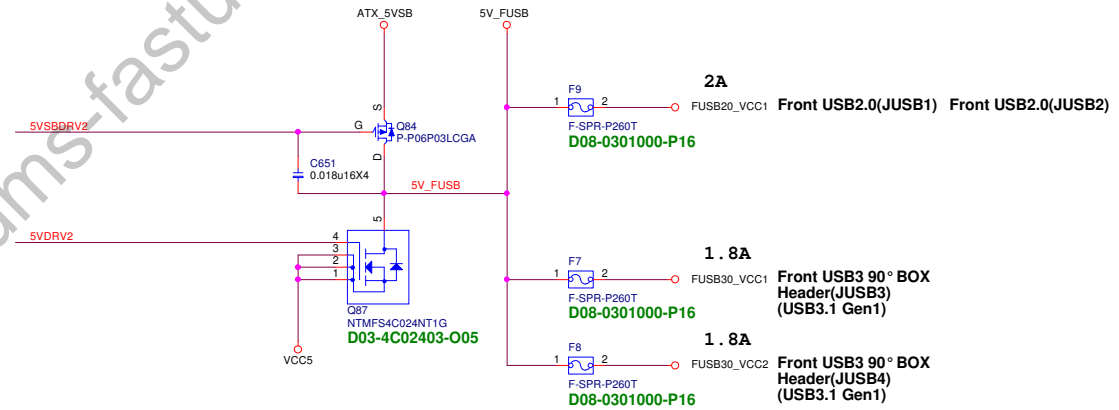 ams-fastu
ATX_5VSB
5V_FUSB
5VSBDRV2
G
S
D
Q84
P-P06P03LCGA
C651
0.018u16X4
5V_FUSB
5VDRV2
4
3
2
1
5
Q87
NTMFS4C024NT1G
D03-4C02403-O05
VCC5
2A
F9
1
2
FUSB20_VCC1 Front USB2.0(JUSB1) Front USB2.0(JUSB2)
F-SPR-P260T
D08-0301000-P16
1.8A
F7
1
2
FUSB30_VCC1 Front USB3 90° BOX
Header(JUSB3)
(USB3.1 Gen1)
F-SPR-P260T
D08-0301000-P16
1.8A
F8
1
2
FUSB30_VCC2 Front USB3 90° BOX
Header(JUSB4)
(USB3.1 Gen1)
F-SPR-P260T
D08-0301000-P16